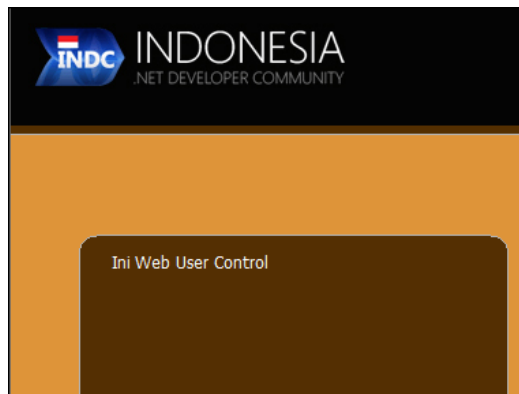 INDC
INDONESIA
.NET DEVELOPER COMMUNITY
Ini Web User Control